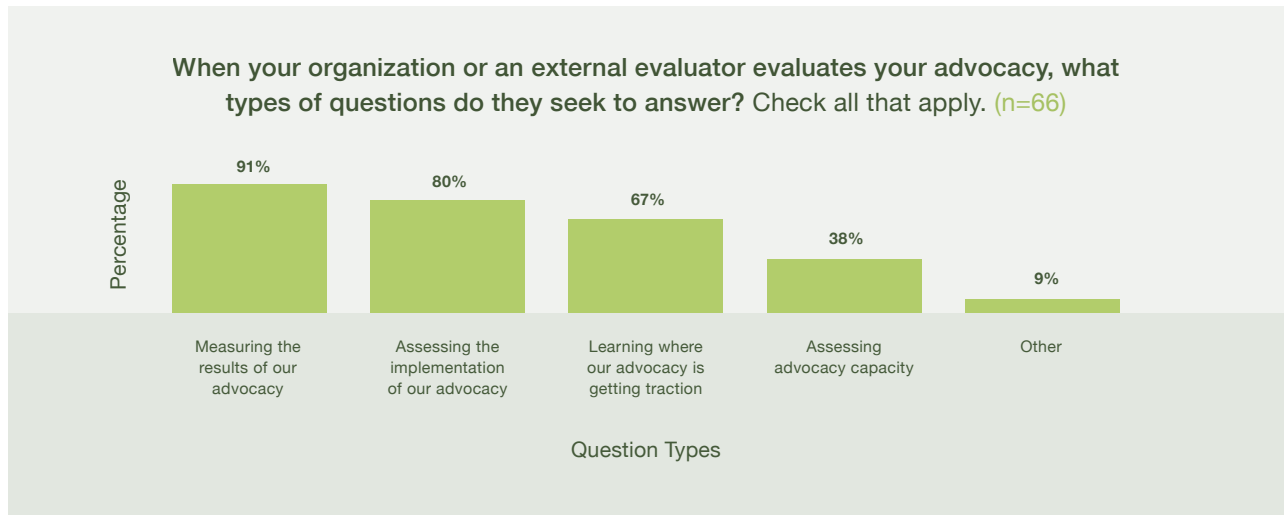 When your organization or an external evaluator evaluates your advocacy, what
types of questions do they seek to answer? Check all that apply. (n=66)
Percentage
91%
80%
67%
38%
9%
Measuring the
results of our
advocacy
Assessing the
implementation
of our advocacy
Learning where
our advocacy is
getting traction
Assessing
advocacy capacity
Other
Question Types